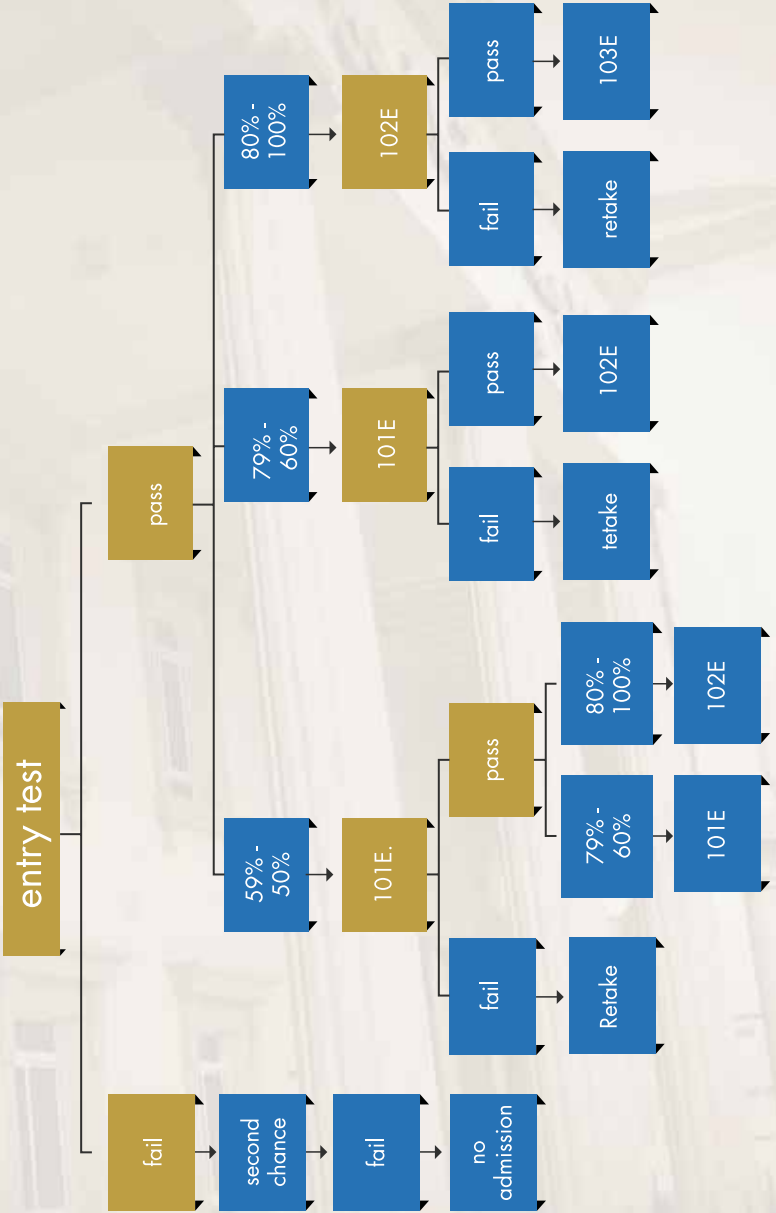 entry test
fail
pass
second
chance
59% -
50%
79% -
60%
80% -
100%
fail
101E.
101E
102E
no
admission
fail
pass
fail
pass
fail
pass
Retake
79% -
60%
80% -
100%
tetake
102E
retake
103E
101E
102E